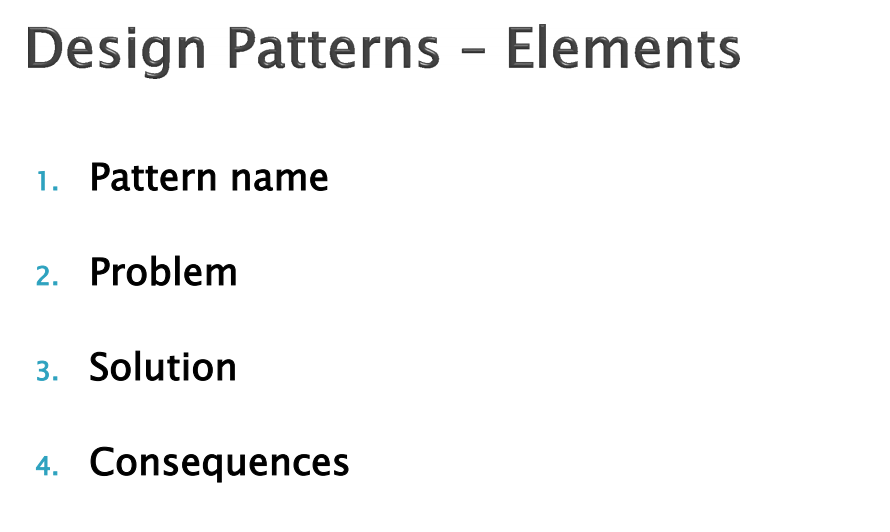 Design Patterns – Elements
1. Pattern name
2. Problem
3. Solution
4. Consequences